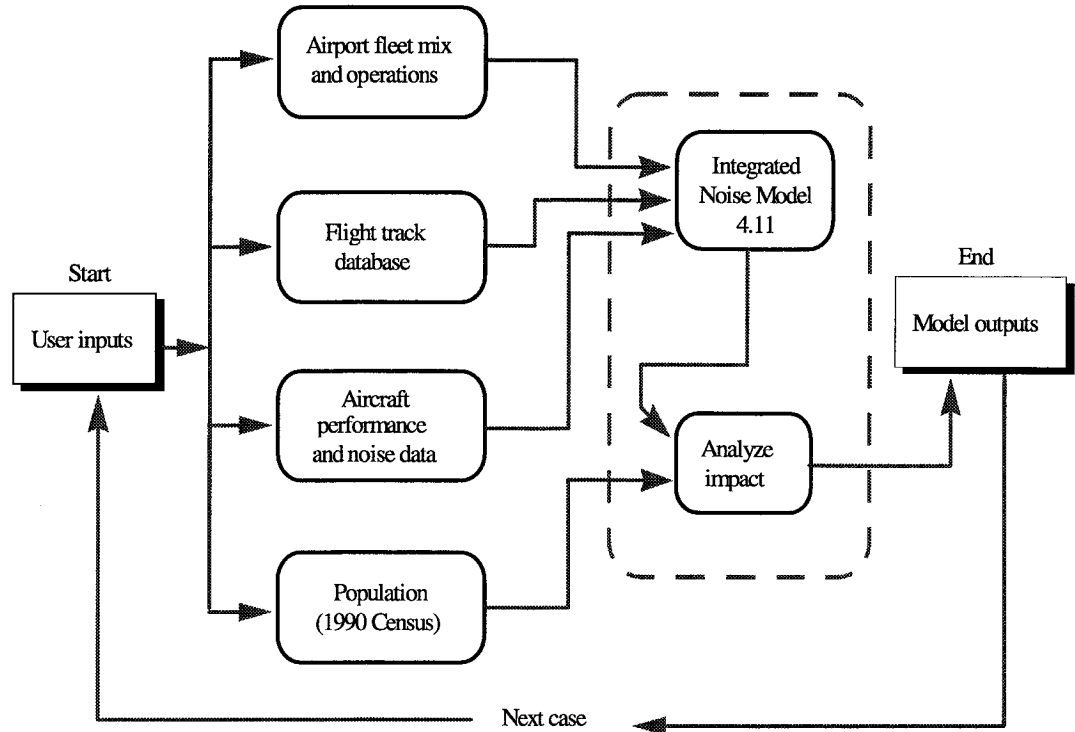 Airport fleet mix
and operations
Integrated
Noise Model
4.11
Flight track
database
Start
User inputs
End
Model outputs
Aircraft
performance
and noise data
Analyze
impact
Population
(1990 Census)
Next case